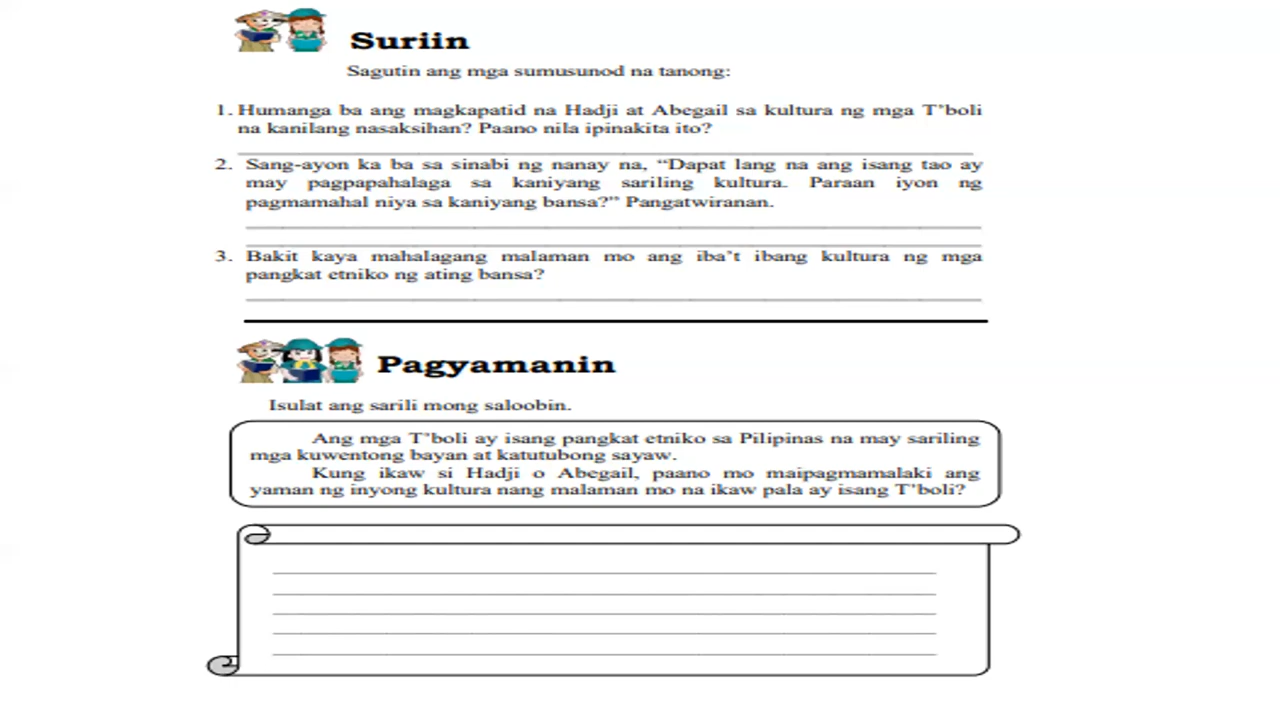 Suriin
Sagutin ang mga sumusunod na tanong:
1. Humanga ba ang magkapatid na Hadji at Abegail sa kultura ng mga T'boli
na kanilang nasaksihan? Paano nila ipinakita ito?
2. Sang-ayon ka ba sa sinabi ng nanay na, "Dapat lang na ang isang tao ay
may pagpapahalaga sa kaniyang sariling kultura. Paraan iyon ng
pagmamahal niya sa kaniyang bansa?" Pangatwiranan.
3. Bakit kaya mahalagang malaman mo ang iba't ibang kultura ng mga
pangkat etniko ng ating bansa?
Pagyamanin
Isulat ang sarili mong saloobin.
Ang mga T'boli ay isang pangkat etniko sa Pilipinas na may sariling
mga kuwentong bayan at katutubong sayaw.
Kung ikaw si Hadji o Abegail, paano mo maipagmamalaki ang
yaman ng inyong kultura nang malaman mo na ikaw pala ay isang T'boli?